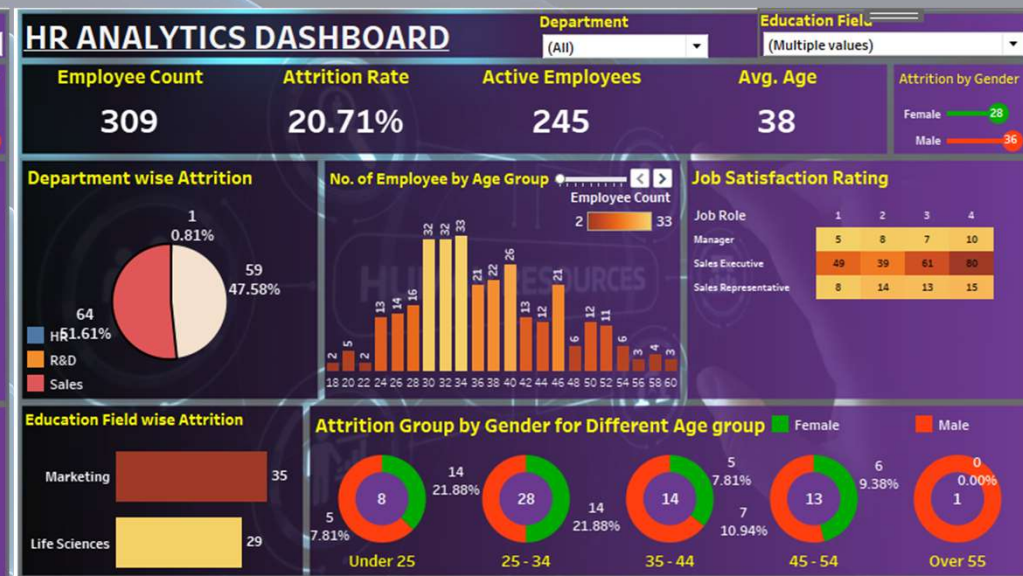 HR ANALYTICS DASHBOARD
Department
(All)
Education Field
(Multiple values)
Employee Count
309
Attrition Rate
20.71%
Active Employees
245
Avg. Age
38
Attrition by Gender
Female 28
Male 36
Department wise Attrition
1
0.81%
59
47.58%
64
51.61%
HR
R&D
Sales
No. of Employee by Age Group
Employee Count
2 33
2 5 2 13 14 16 32 32 33 21 22 26 13 12 21 6 12 11 6 3 4 3
18 20 22 24 26 28 30 32 34 36 38 40 42 44 46 48 50 52 54 56 58 60
Job Satisfaction Rating
Job Role 1 2 3 4
Manager 5 8 7 10
Sales Executive 49 39 61 80
Sales Representative 8 14 13 15
Education Field wise Attrition
Marketing 35
Life Sciences 29
Attrition Group by Gender for Different Age group
Female
Male
8
5
7.81%
Under 25
14
21.88%
28
14
21.88%
25 - 34
14
5
7.81%
35 - 44
7
10.94%
13
6
9.38%
45 - 54
0
0.00%
1
Over 55